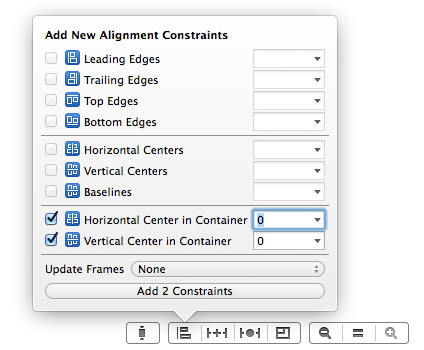 Add New Alignment Constraints
Leading Edges
Trailing Edges
Top Edges
Bottom Edges
Horizontal Centers
Vertical Centers
Baselines
Horizontal Center in Container 0
Vertical Center in Container 0
Update Frames None
Add 2 Constraints